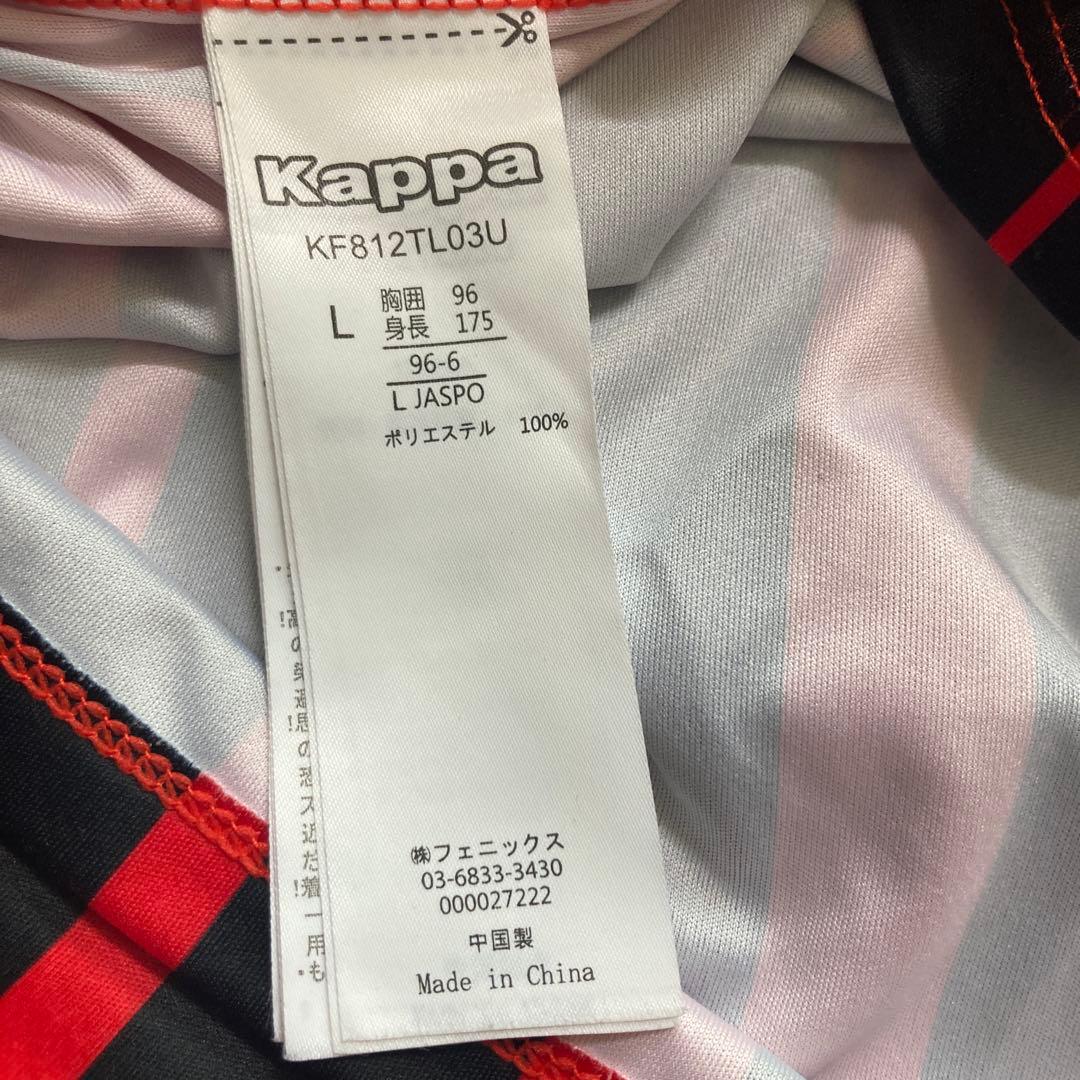 Kappa
KF812TL03U
L
胸囲 96
身長 175
96-6
L JASPO
ポリエステル 100%
㈱フェニックス
03-6833-3430
000027222
中国製
Made in China